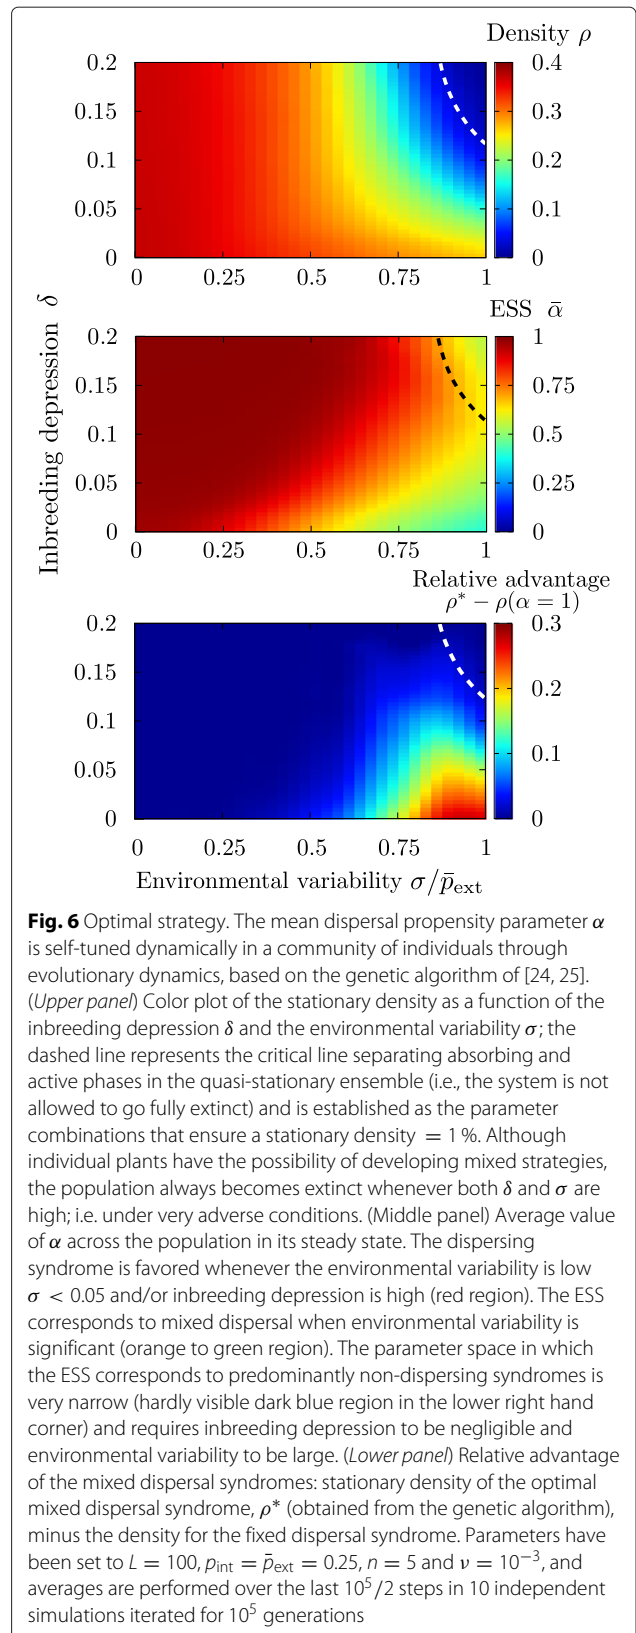 Density ρ
0.2
0.15
0.1
0.05
0
0.4
0.3
0.2
0.1
0
0 0.25 0.5 0.75 1
Inbreeding depression δ
ESS ᾱ
0.2
0.15
0.1
0.05
0
1
0.75
0.5
0.25
0
0 0.25 0.5 0.75 1
Relative advantage
ρ* − ρ(α = 1)
0.2
0.15
0.1
0.05
0
0.3
0.2
0.1
0
0 0.25 0.5 0.75 1
Environmental variability σ/p̄ext
Fig. 6 Optimal strategy. The mean dispersal propensity parameter α
is self-tuned dynamically in a community of individuals through
evolutionary dynamics, based on the genetic algorithm of [24, 25].
(Upper panel) Color plot of the stationary density as a function of the
inbreeding depression δ and the environmental variability σ; the
dashed line represents the critical line separating absorbing and
active phases in the quasi-stationary ensemble (i.e., the system is not
allowed to go fully extinct) and is established as the parameter
combinations that ensure a stationary density = 1 %. Although
individual plants have the possibility of developing mixed strategies,
the population always becomes extinct whenever both δ and σ are
high; i.e. under very adverse conditions. (Middle panel) Average value
of α across the population in its steady state. The dispersing
syndrome is favored whenever the environmental variability is low
σ < 0.05 and/or inbreeding depression is high (red region). The ESS
corresponds to mixed dispersal when environmental variability is
significant (orange to green region). The parameter space in which
the ESS corresponds to predominantly non-dispersing syndromes is
very narrow (hardly visible dark blue region in the lower right hand
corner) and requires inbreeding depression to be negligible and
environmental variability to be large. (Lower panel) Relative advantage
of the mixed dispersal syndromes: stationary density of the optimal
mixed dispersal syndrome, ρ* (obtained from the genetic algorithm),
minus the density for the fixed dispersal syndrome. Parameters have
been set to L = 100, pint = p̄ext = 0.25, n = 5 and ν = 10⁻³, and
averages are performed over the last 10⁵/2 steps in 10 independent
simulations iterated for 10⁵ generations